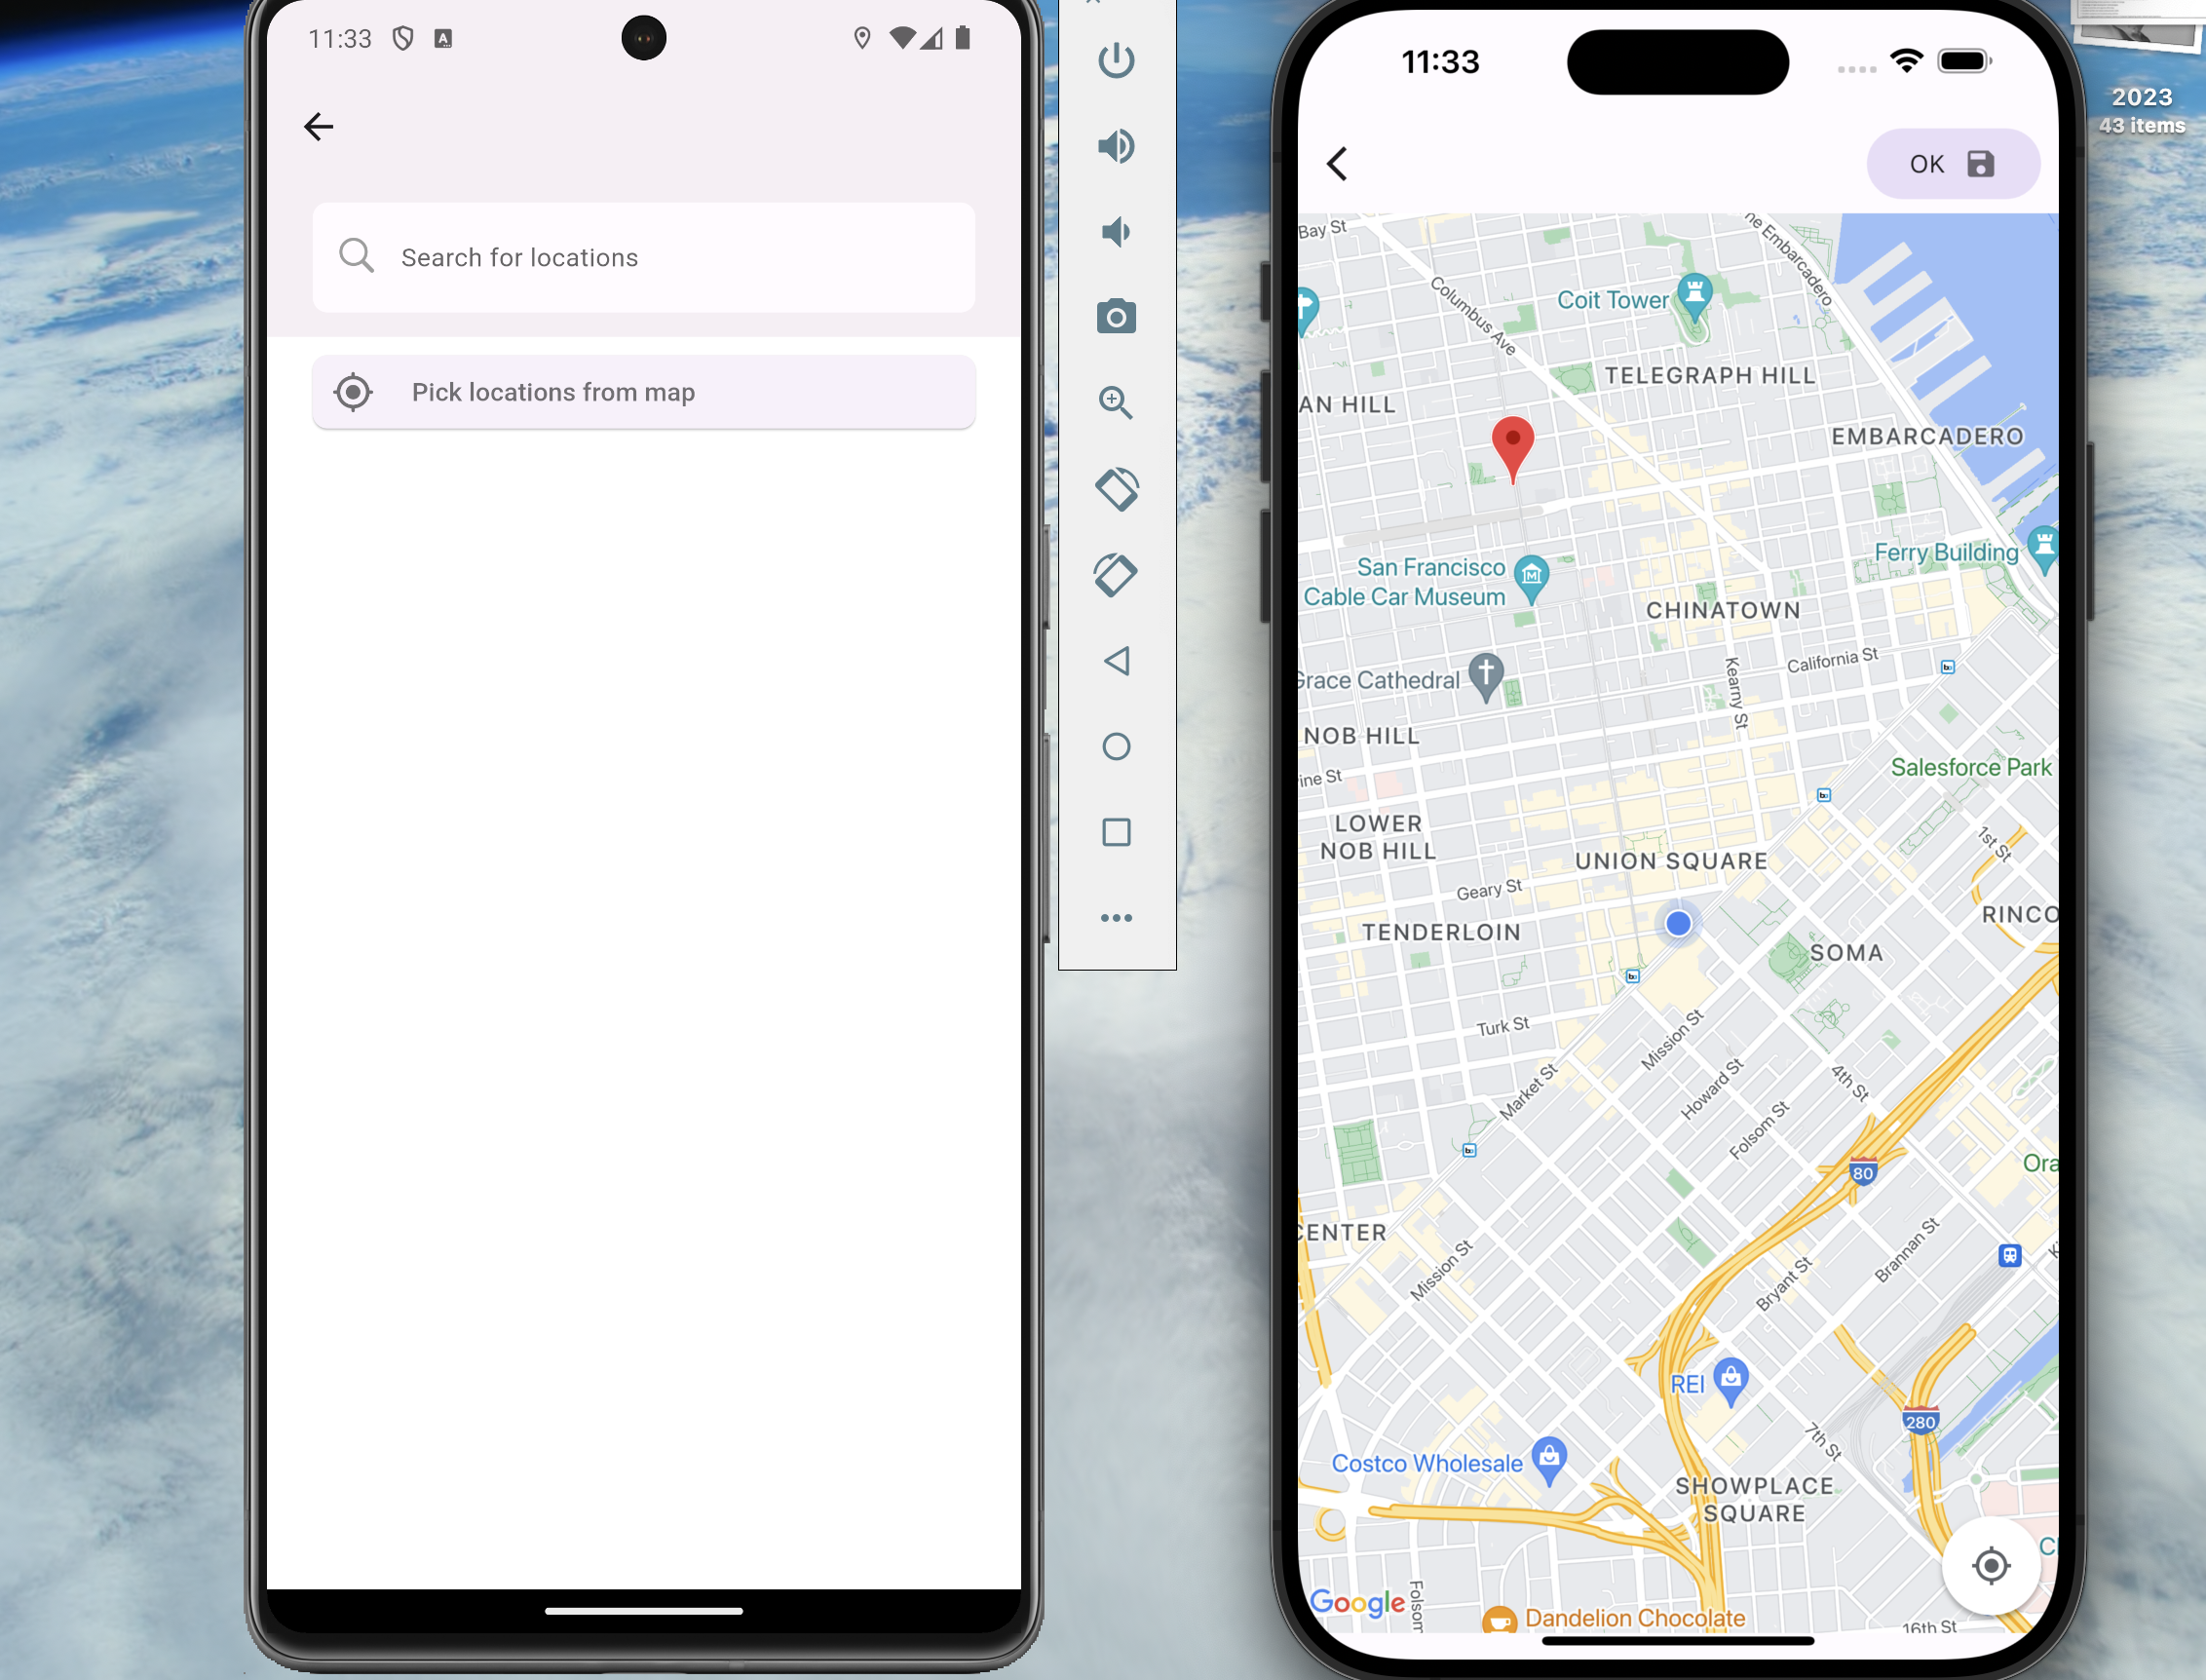 11:33
A
Search for locations
Pick locations from map
11:33
OK
2023
43 items
Bay St
Columbus Ave
Coit Tower
TELEGRAPH HILL
AN HILL
EMBARCADERO
Ferry Building
San Francisco
Cable Car Museum
CHINATOWN
California St
Kearny St
Grace Cathedral
NOB HILL
ine St
Salesforce Park
LOWER
NOB HILL
UNION SQUARE
1st St
Geary St
RINCO
TENDERLOIN
SOMA
Turk St
Mission St
Market St
Howard St
4th St
Folsom St
80
Ora
CENTER
Mission St
Brannan St
Bryant St
REI
280
7th St
Costco Wholesale
SHOWPLACE
SQUARE
Google
Folsom
Dandelion Chocolate
16th St